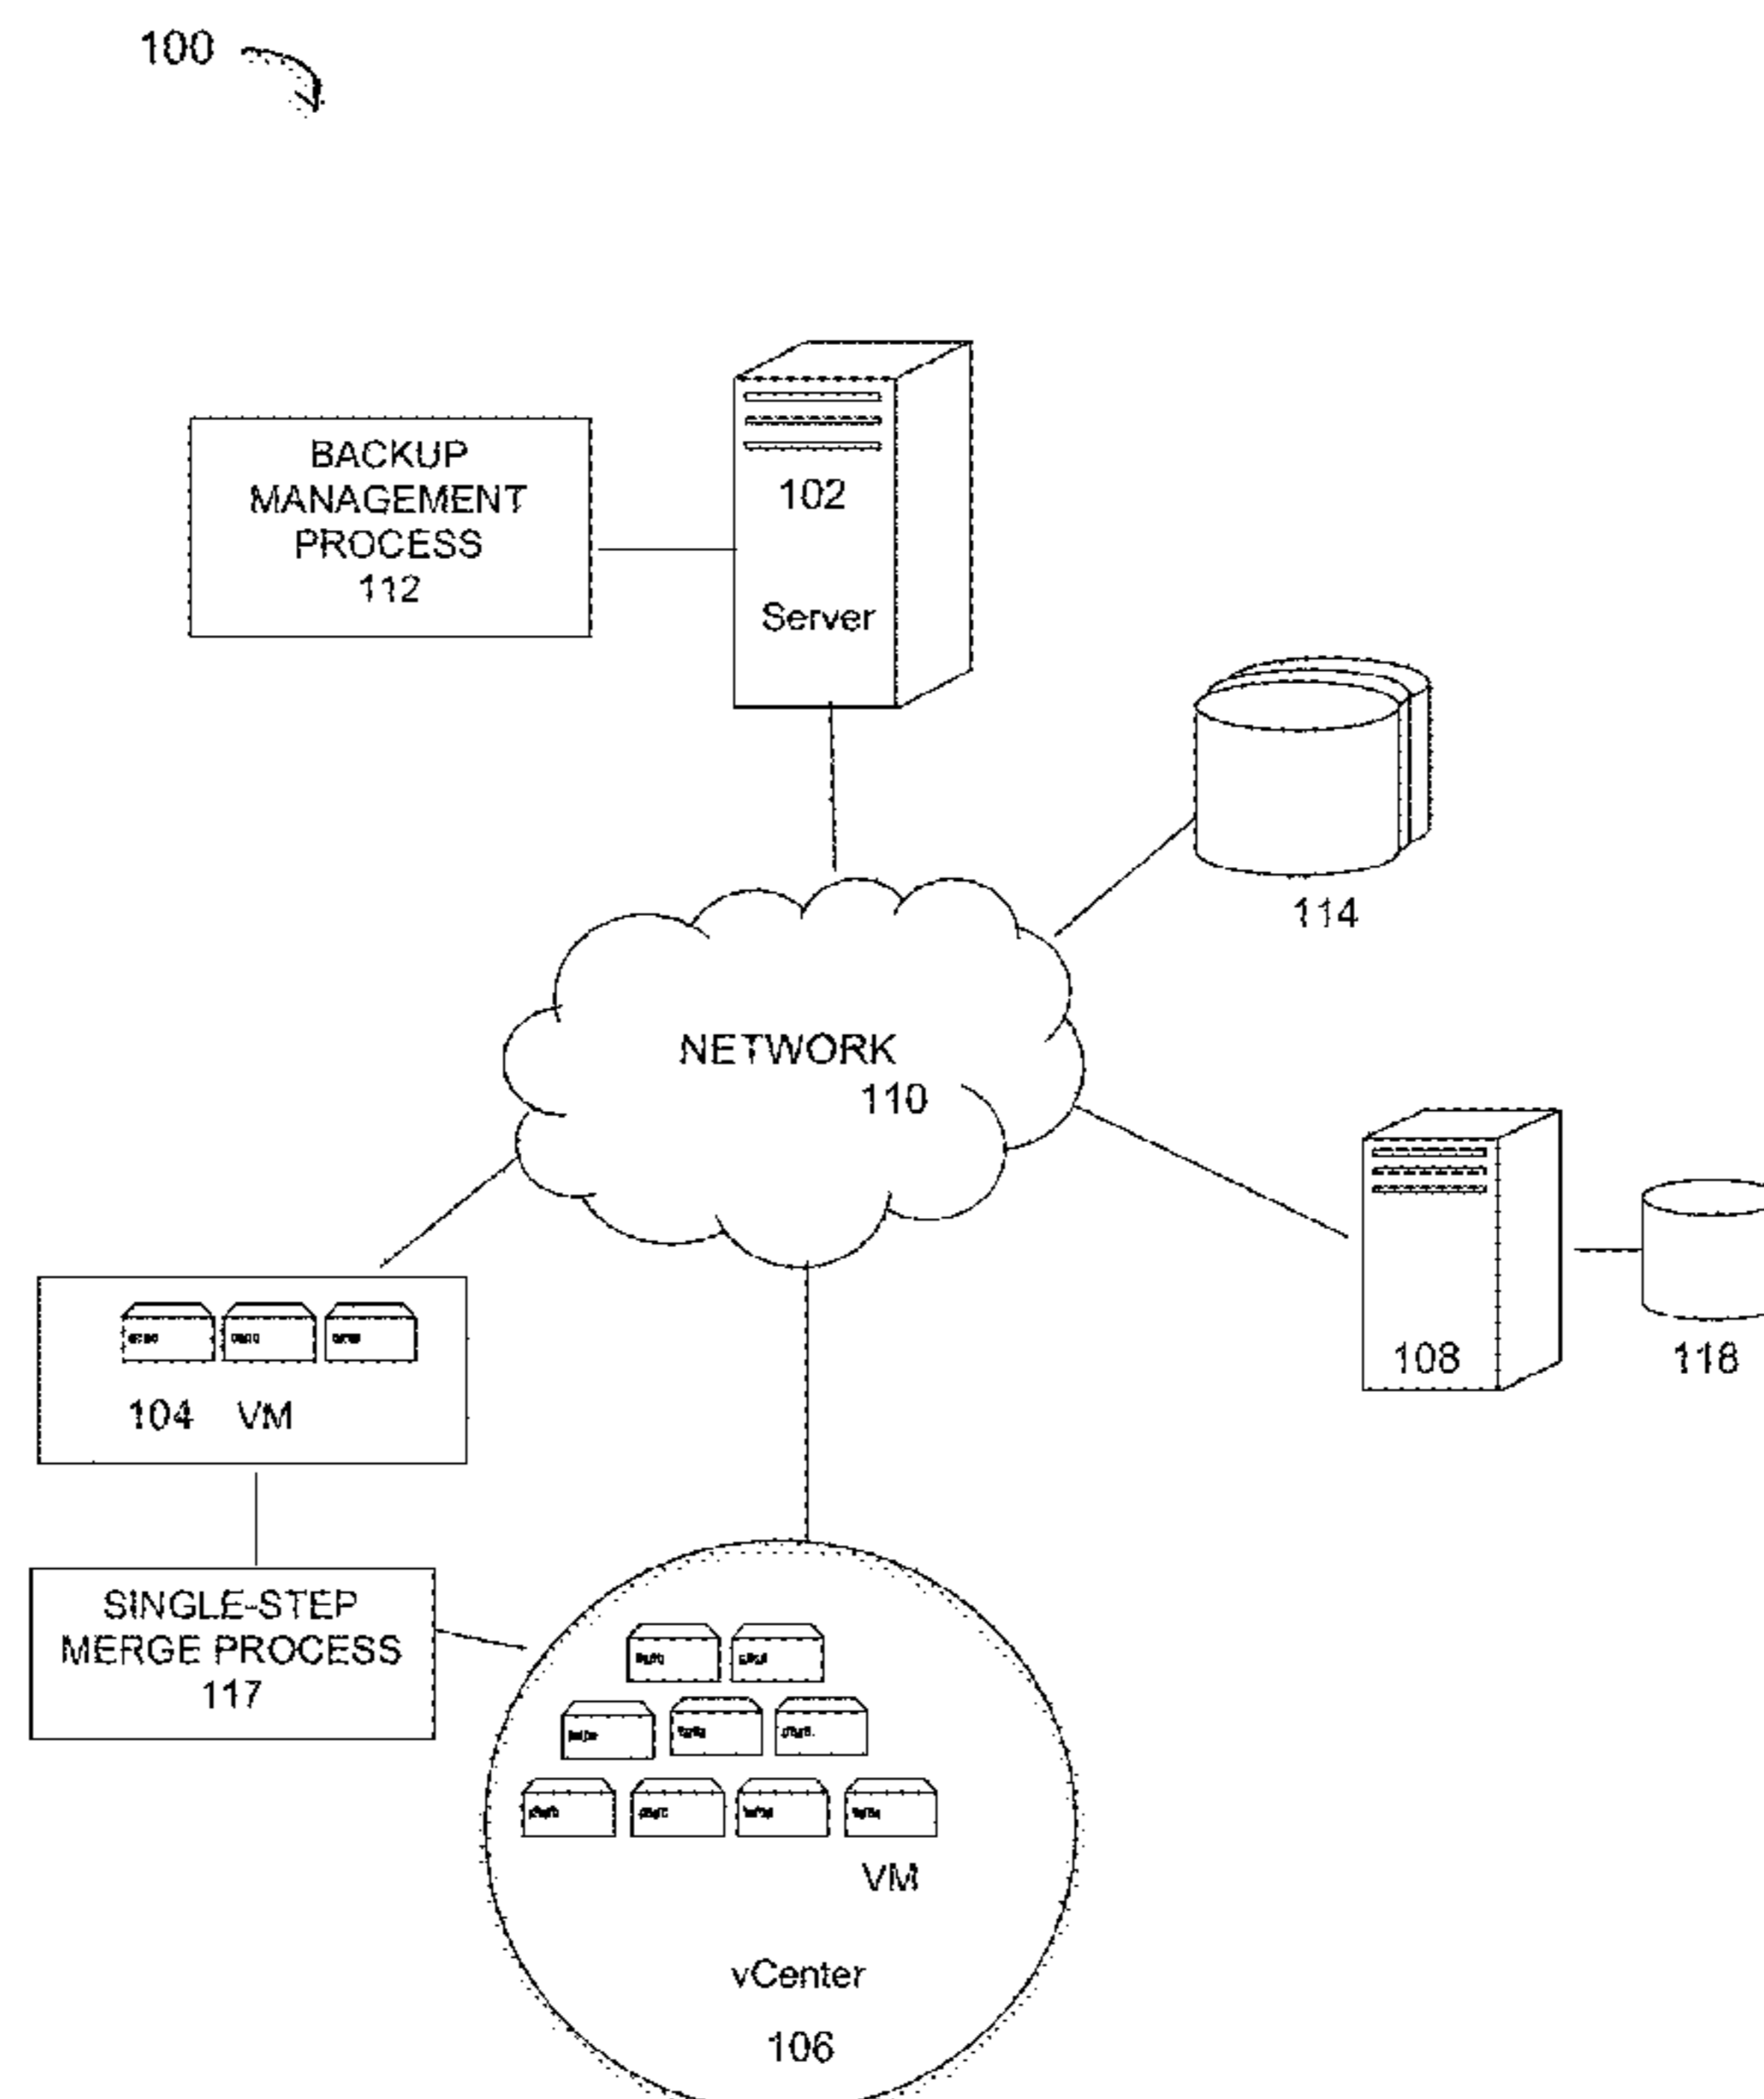 100
BACKUP
MANAGEMENT
PROCESS
112
102
Server
114
NETWORK
110
108
118
104 VM
SINGLE-STEP
MERGE PROCESS
117
VM
vCenter
106